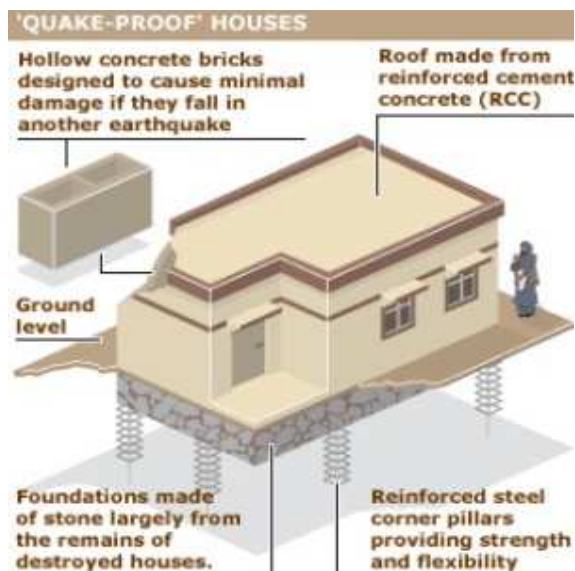 'QUAKE-PROOF' HOUSES
Hollow concrete bricks
designed to cause minimal
damage if they fall in
another earthquake
Roof made from
reinforced cement
concrete (RCC)
Ground
level
Foundations made
of stone largely from
the remains of
destroyed houses.
Reinforced steel
corner pillars
providing strength
and flexibility